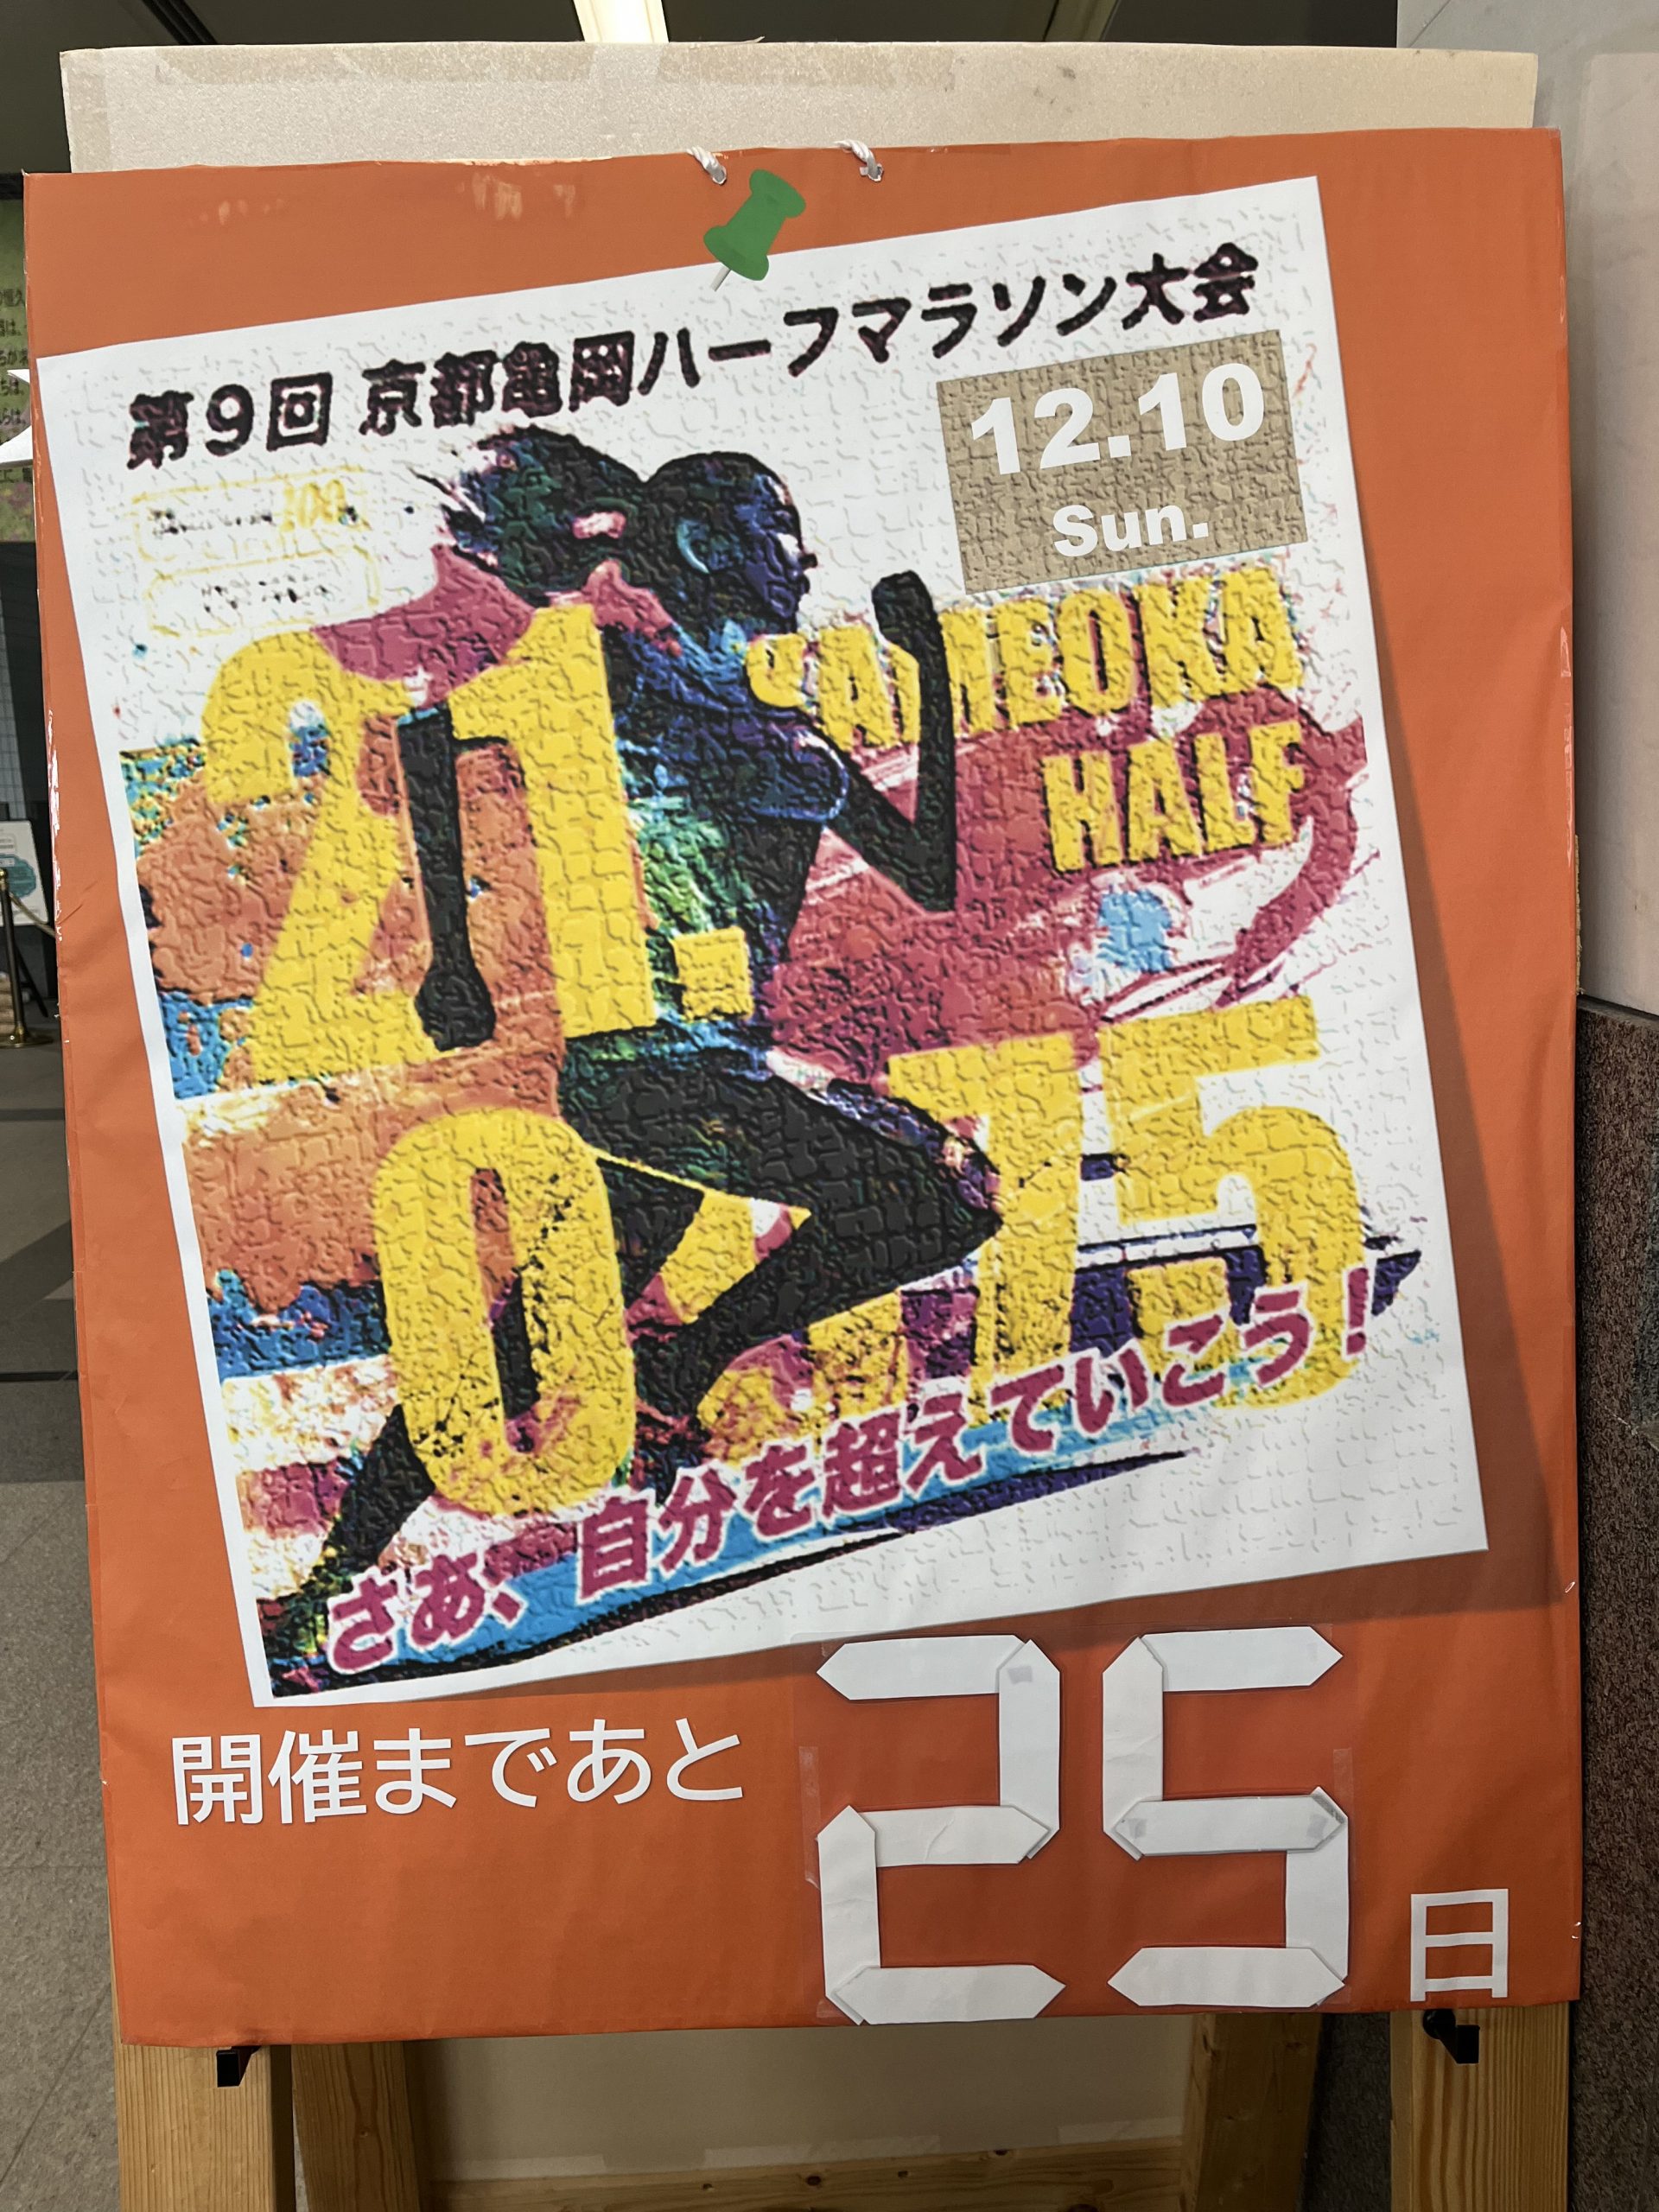 第9回 京都亀岡ハーフマラソン大会
12.10
Sun.
KAMEOKA
HALF
21.
0975
さあ、自分を超えていこう!
開催まであと
25
日